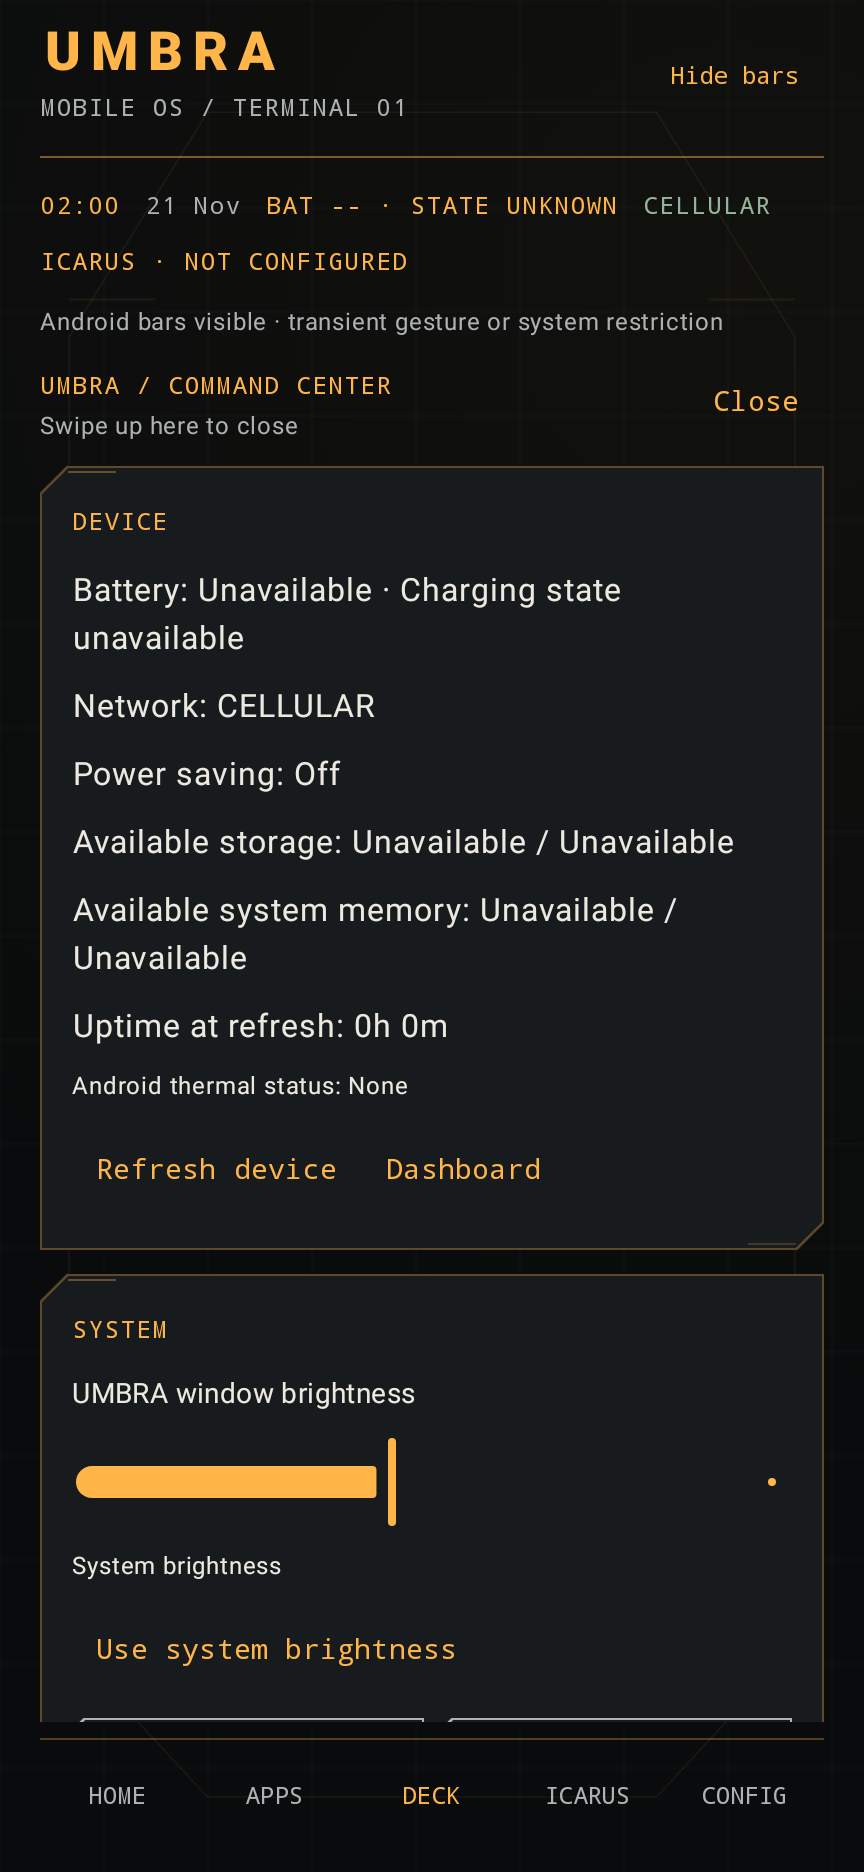 UMBRA
Hide bars
MOBILE OS / TERMINAL 01
02:00 21 Nov BAT -- · STATE UNKNOWN CELLULAR
ICARUS · NOT CONFIGURED
Android bars visible · transient gesture or system restriction
UMBRA / COMMAND CENTER
Close
Swipe up here to close
DEVICE
Battery: Unavailable · Charging state
unavailable
Network: CELLULAR
Power saving: Off
Available storage: Unavailable / Unavailable
Available system memory: Unavailable /
Unavailable
Uptime at refresh: 0h 0m
Android thermal status: None
Refresh device Dashboard
SYSTEM
UMBRA window brightness
System brightness
Use system brightness
HOME APPS DECK ICARUS CONFIG